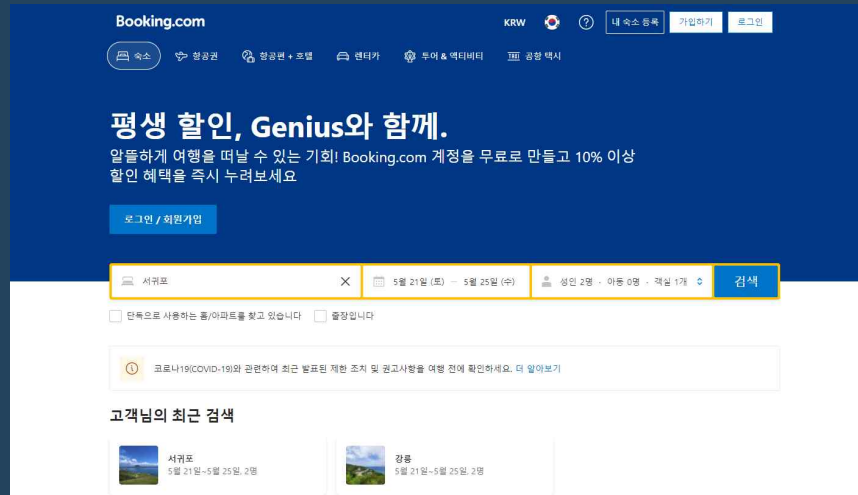 Booking.com
KRW
내 숙소 등록
가입하기
로그인
숙소
항공권
항공편 + 호텔
렌터카
투어 & 액티비티
TAXI 공항 택시
평생 할인, Genius와 함께.
알뜰하게 여행을 떠날 수 있는 기회! Booking.com 계정을 무료로 만들고 10% 이상
할인 혜택을 즉시 누려보세요
로그인 / 회원가입
서귀포
5월 21일 (토) — 5월 25일 (수)
성인 2명 · 아동 0명 · 객실 1개
검색
단독으로 사용하는 홈/아파트를 찾고 있습니다
출장입니다
코로나19(COVID-19)와 관련하여 최근 발표된 제한 조치 및 권고사항을 여행 전에 확인하세요. 더 알아보기
고객님의 최근 검색
서귀포
5월 21일~5월 25일, 2명
강릉
5월 21일~5월 25일, 2명